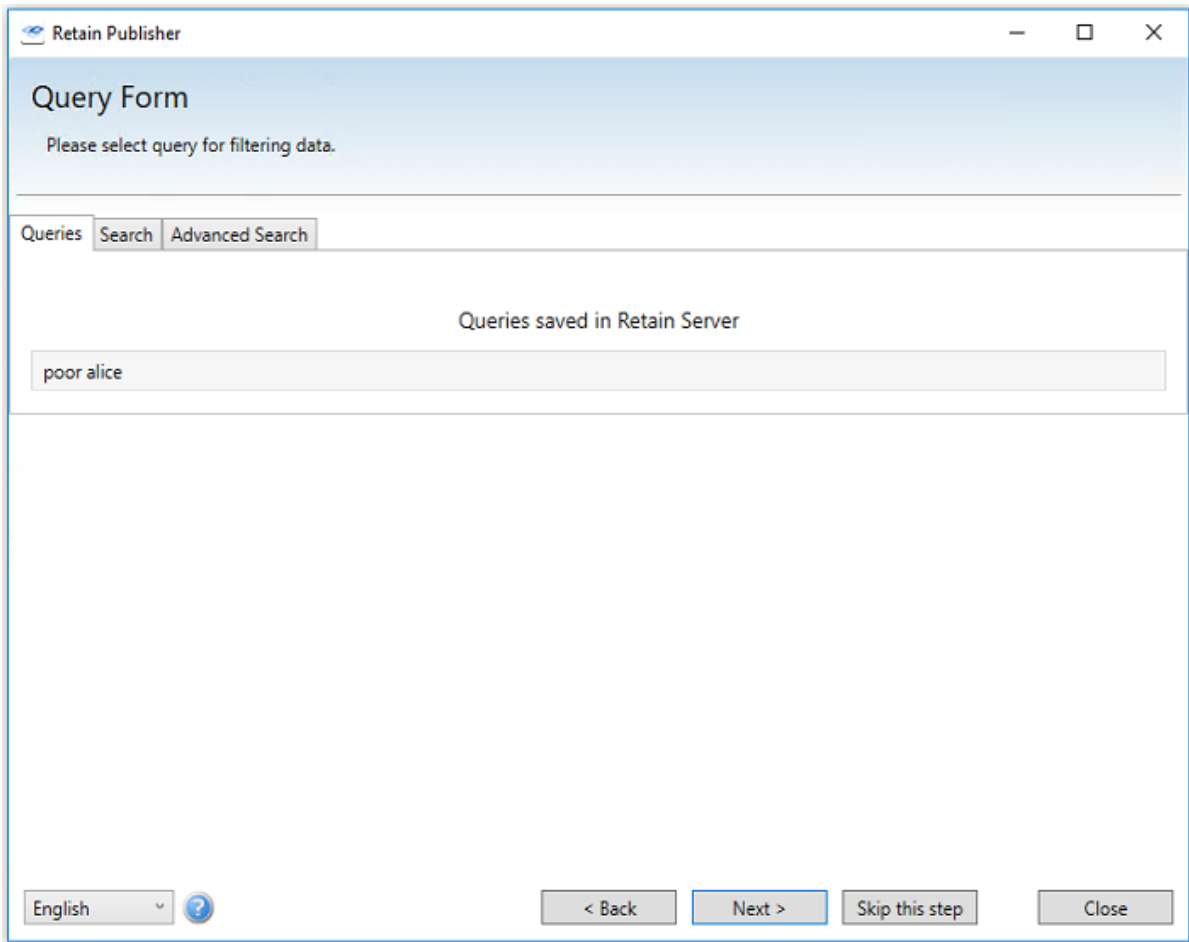 Retain Publisher
Query Form
Please select query for filtering data.
Queries Search Advanced Search
Queries saved in Retain Server
poor alice
English ? < Back Next > Skip this step Close